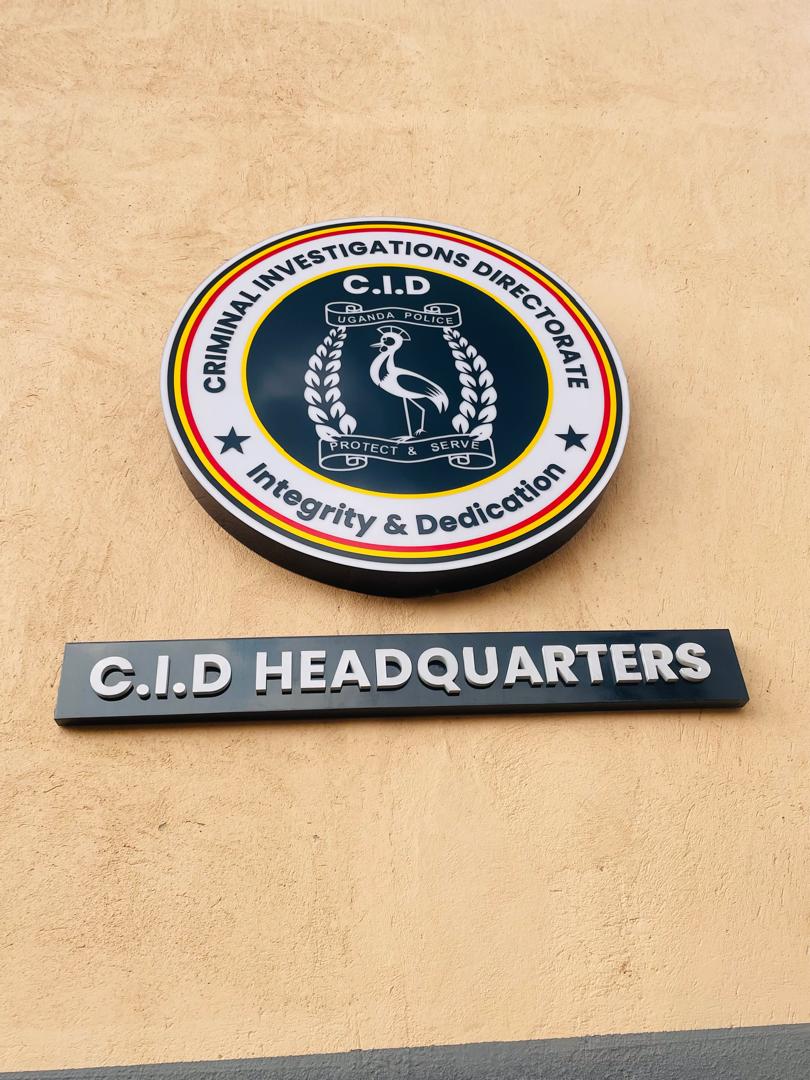 CRIMINAL INVESTIGATIONS DIRECTORATE
C.I.D
UGANDA POLICE
PROTECT & SERVE
Integrity & Dedication
C.I.D HEADQUARTERS